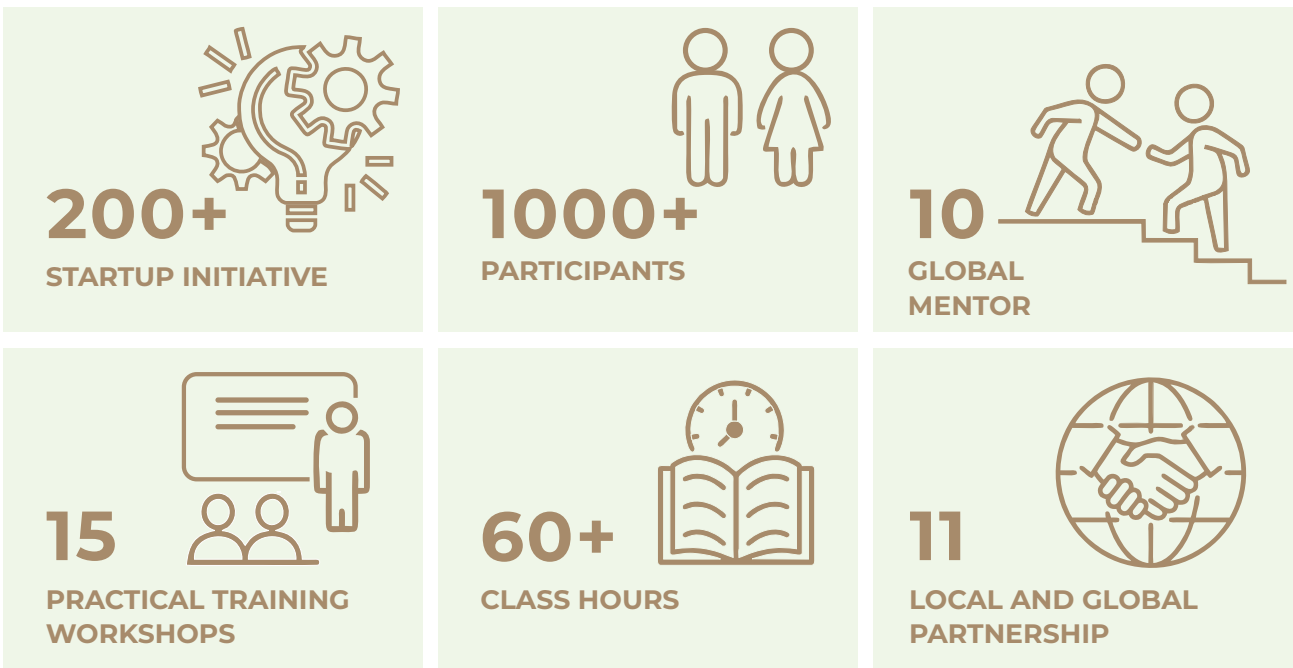 200+
STARTUP INITIATIVE
1000+
PARTICIPANTS
10
GLOBAL
MENTOR
15
PRACTICAL TRAINING
WORKSHOPS
60+
CLASS HOURS
11
LOCAL AND GLOBAL
PARTNERSHIP